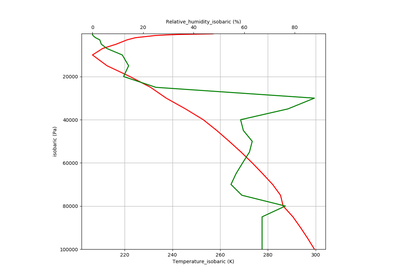 Relative_humidity_isobaric (%)
0 20 40 60 80
20000
40000
60000
80000
100000
Isobaric (Pa)
220 240 260 280 300
Temperature_isobaric (K)